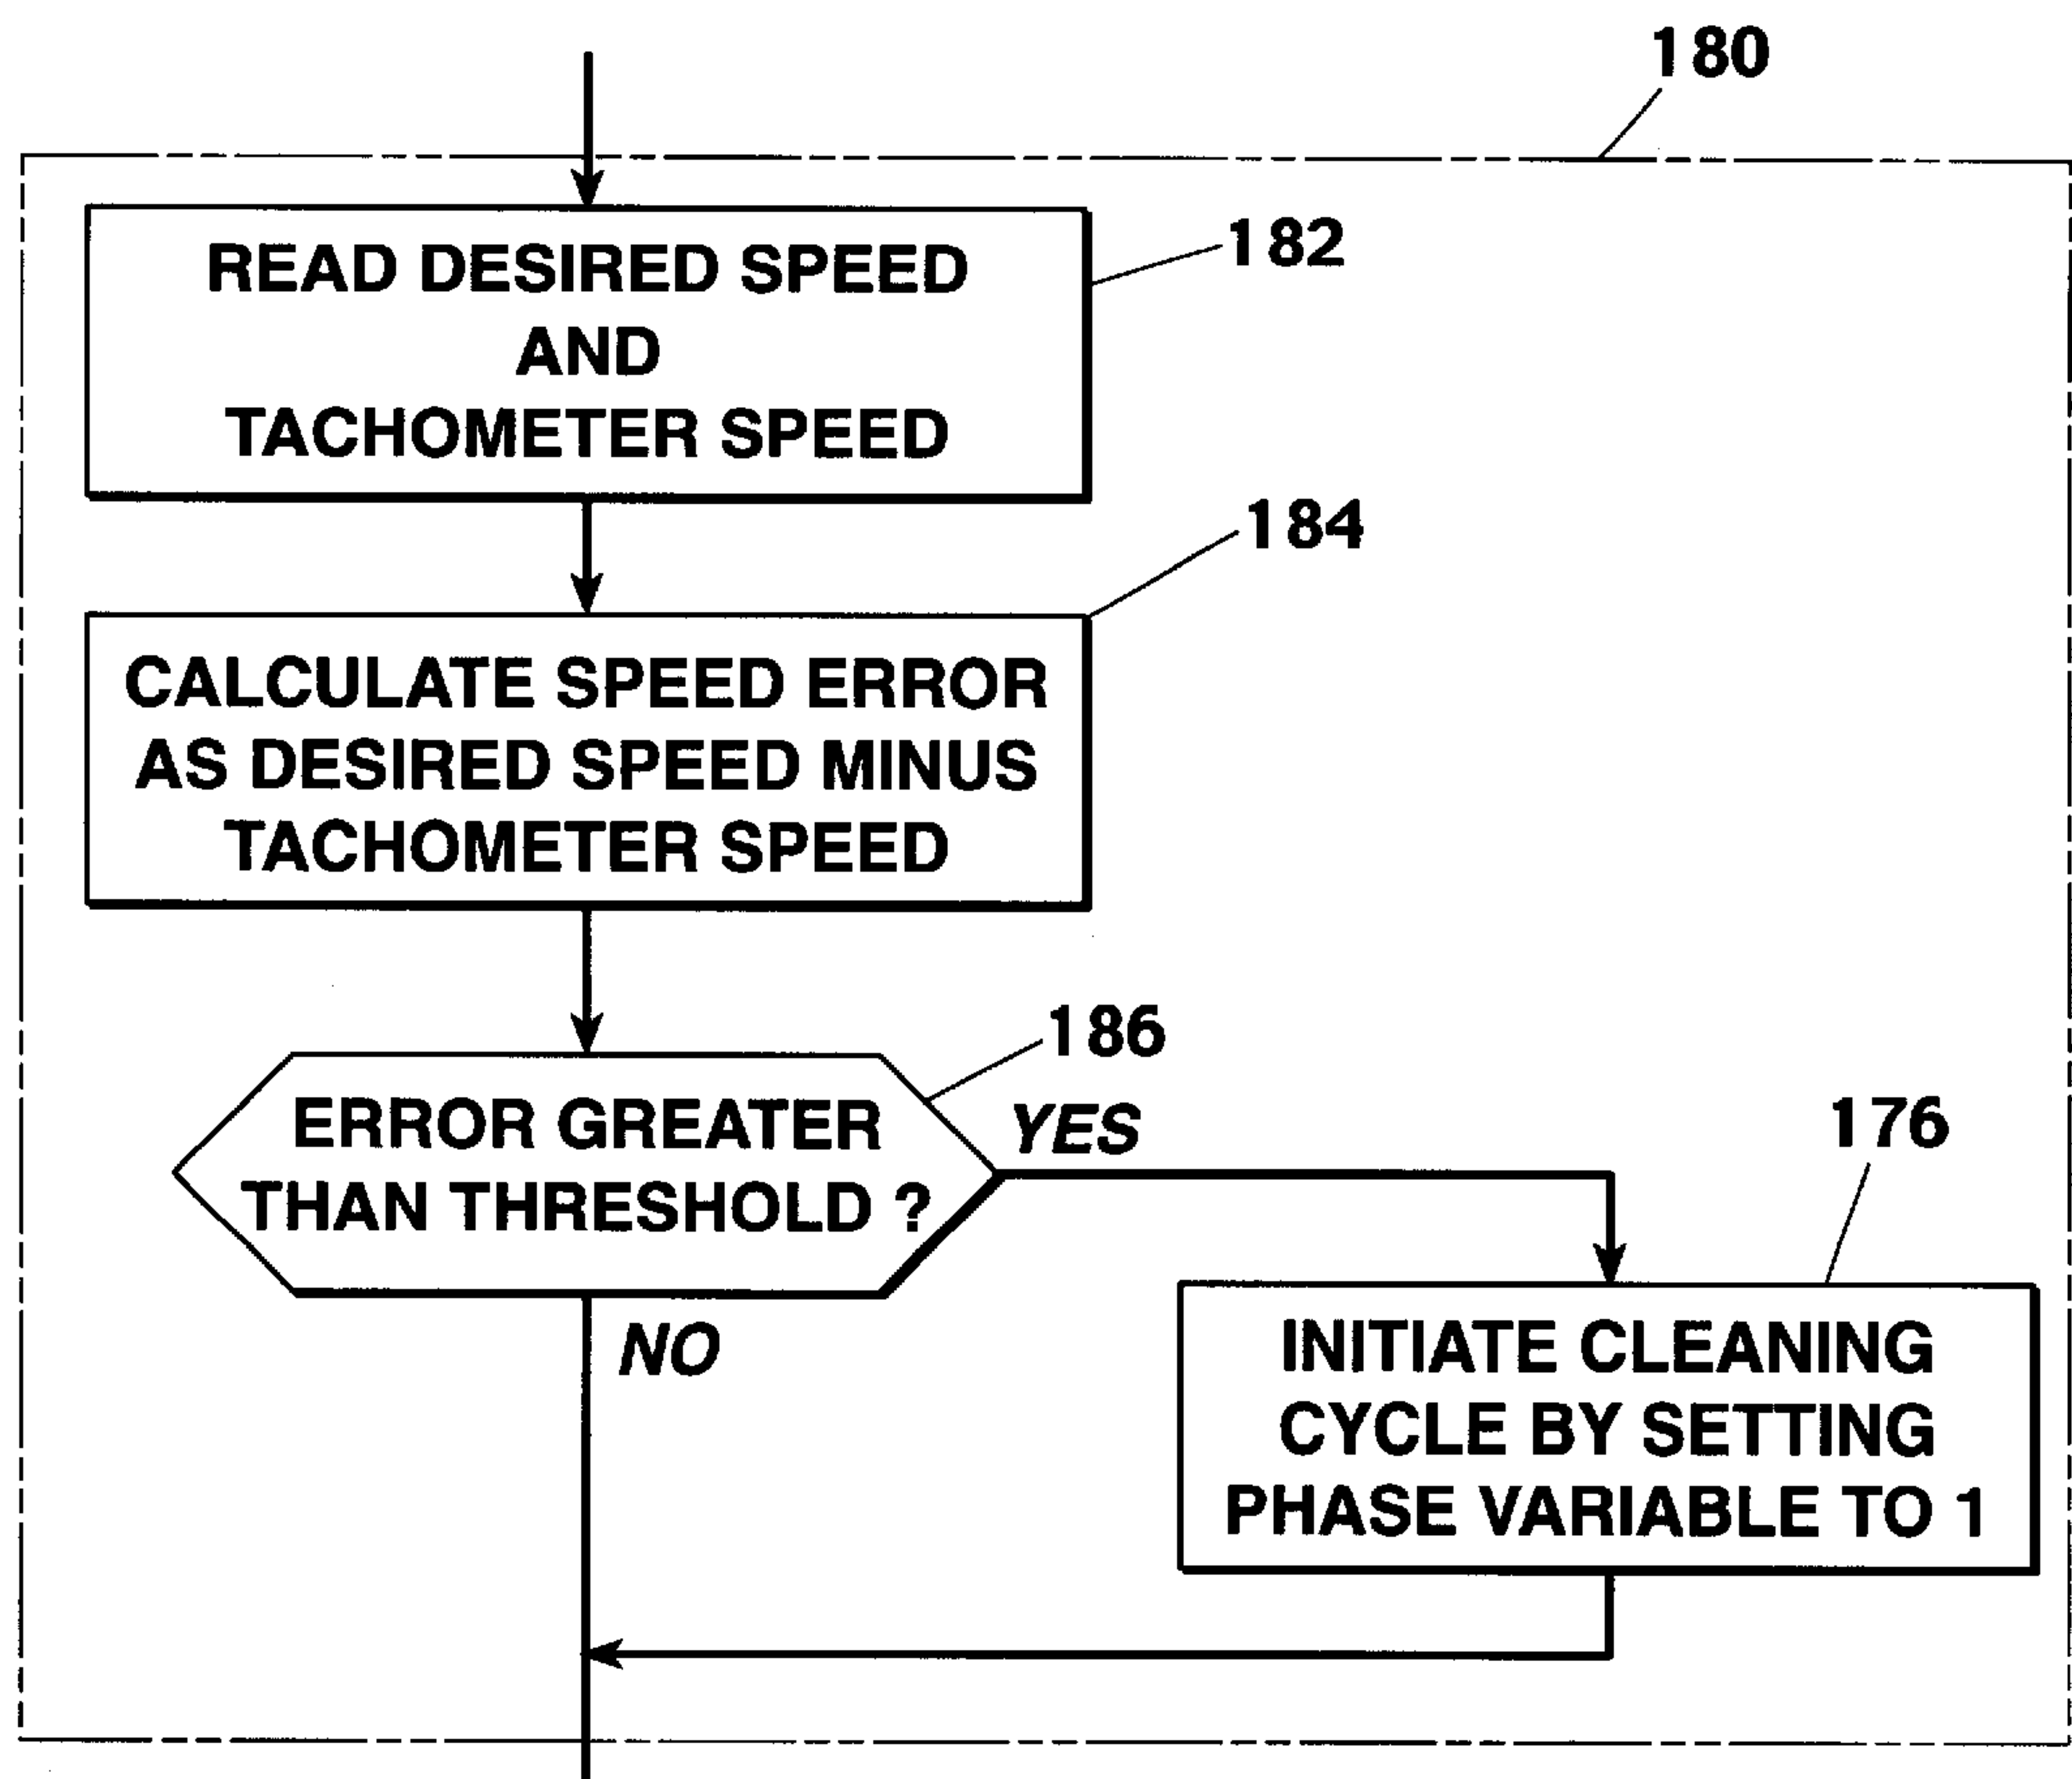 180
READ DESIRED SPEED
AND
TACHOMETER SPEED
182
184
CALCULATE SPEED ERROR
AS DESIRED SPEED MINUS
TACHOMETER SPEED
186
ERROR GREATER
THAN THRESHOLD ?
YES
NO
176
INITIATE CLEANING
CYCLE BY SETTING
PHASE VARIABLE TO 1